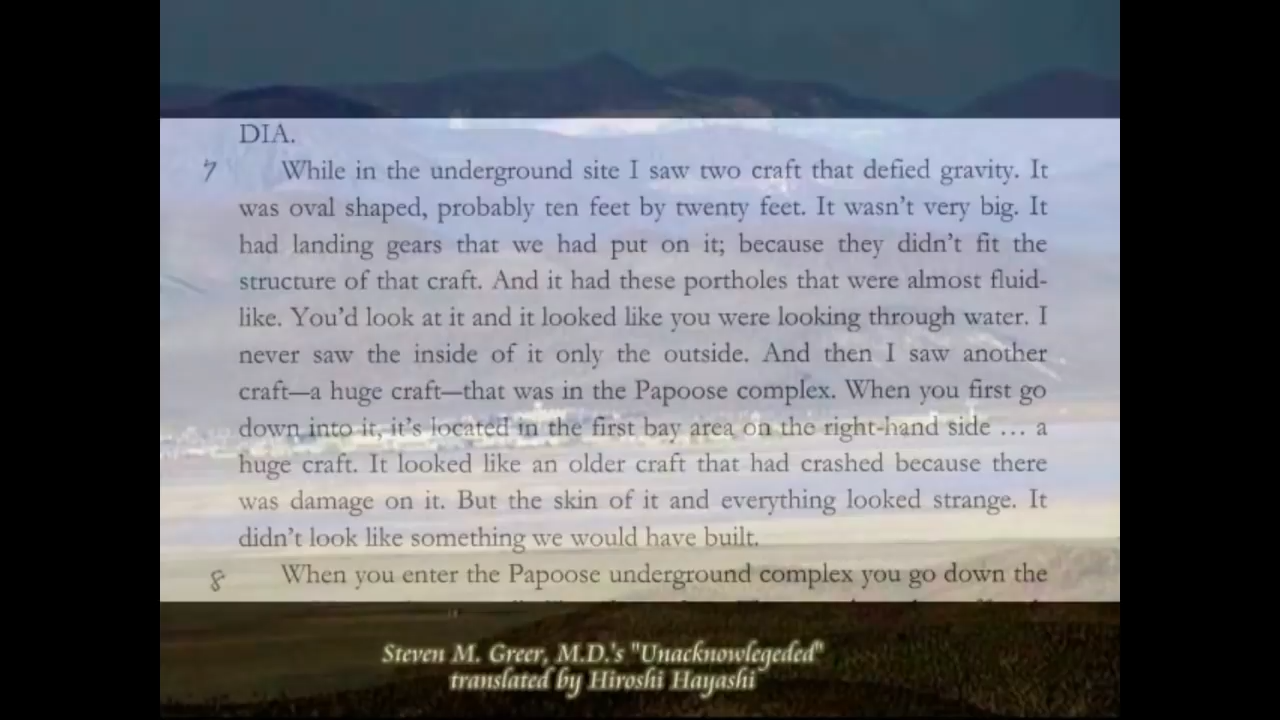 DIA.
7 While in the underground site I saw two craft that defied gravity. It
was oval shaped, probably ten feet by twenty feet. It wasn't very big. It
had landing gears that we had put on it; because they didn't fit the
structure of that craft. And it had these portholes that were almost fluid-
like. You'd look at it and it looked like you were looking through water. I
never saw the inside of it only the outside. And then I saw another
craft—a huge craft—that was in the Papoose complex. When you first go
down into it, it's located in the first bay area on the right-hand side … a
huge craft. It looked like an older craft that had crashed because there
was damage on it. But the skin of it and everything looked strange. It
didn't look like something we would have built.
8 When you enter the Papoose underground complex you go down the
Steven M. Greer, M.D.'s "Unacknowlegeded"
translated by Hiroshi Hayashi